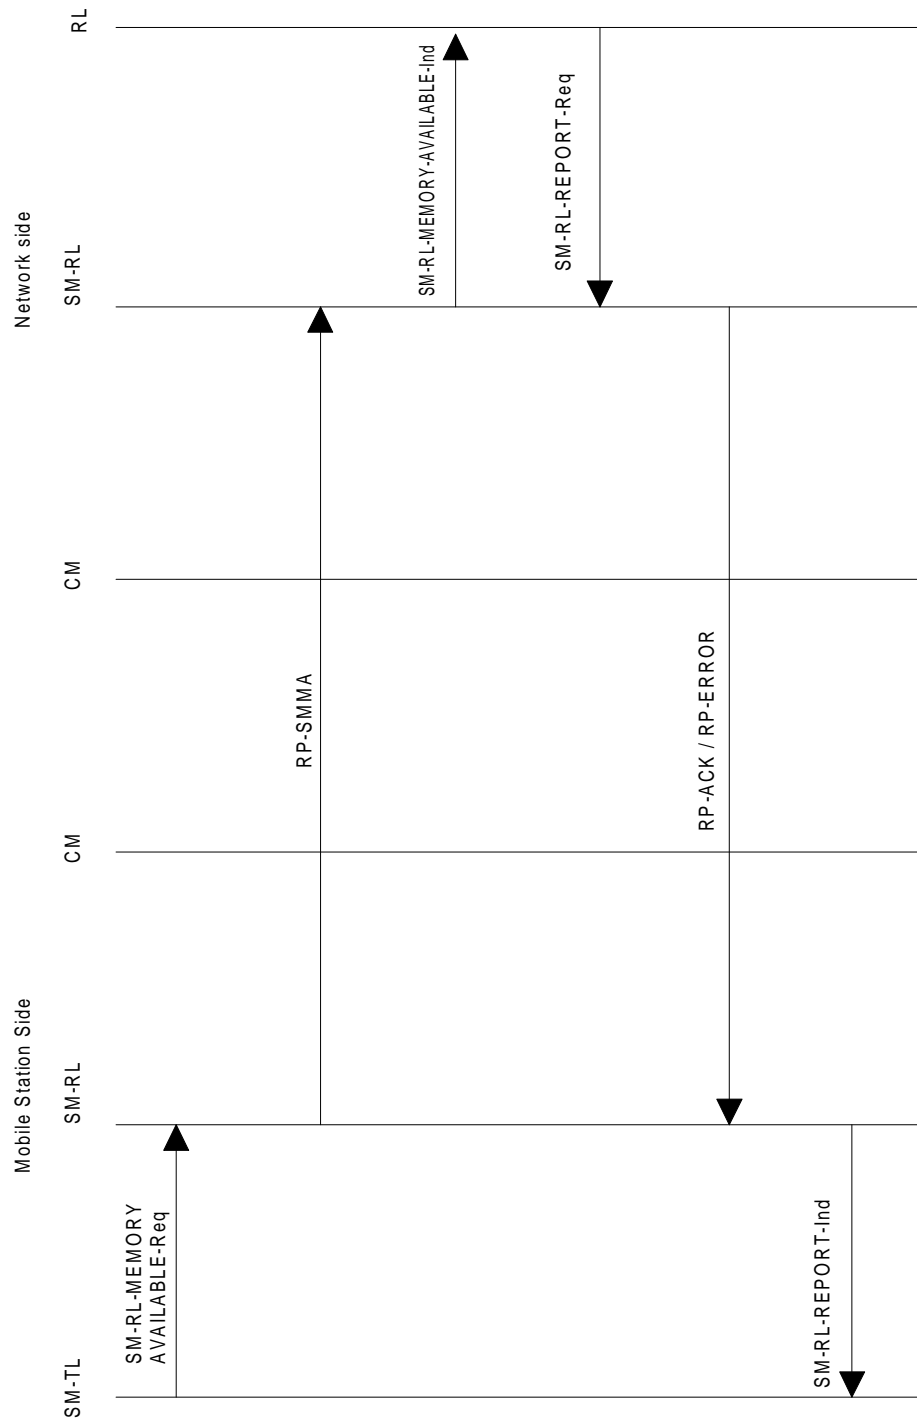 Mobile Station Side
Network side
SM-TL
SM-RL
CM
CM
SM-RL
RL
SM-RL-MEMORY
AVAILABLE-Req
RP-SMMA
SM-RL-MEMORY-AVAILABLE-Ind
SM-RL-REPORT-Req
RP-ACK / RP-ERROR
SM-RL-REPORT-Ind